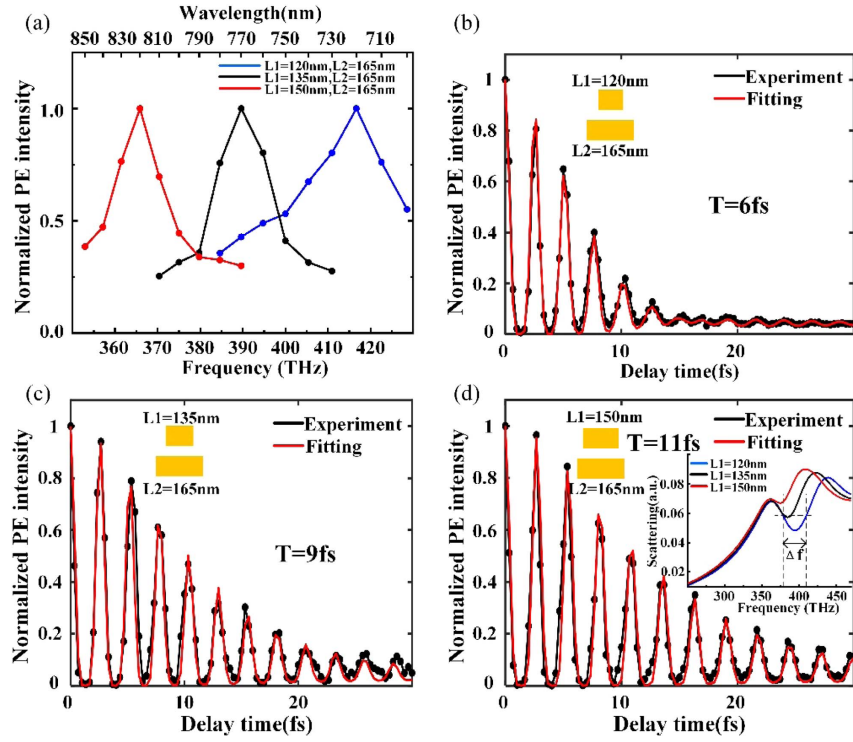 (a)
Wavelength(nm)
850 830 810 790 770 750 730 710
L1=120nm,L2=165nm
L1=135nm,L2=165nm
L1=150nm,L2=165nm
Normalized PE intensity
1.0
0.5
0.0
360 370 380 390 400 410 420
Frequency (THz)
(b)
L1=120nm
L2=165nm
Experiment
Fitting
T=6fs
Normalized PE intensity
1
0.8
0.6
0.4
0.2
0
0 10 20
Delay time(fs)
(c)
L1=135nm
L2=165nm
Experiment
Fitting
T=9fs
Normalized PE intensity
1
0.8
0.6
0.4
0.2
0
0 10 20
Delay time(fs)
(d)
L1=150nm
L2=165nm
T=11fs
Experiment
Fitting
Normalized PE intensity
1
0.8
0.6
0.4
0.2
0
0 10 20
Delay time(fs)
L1=120nm
L1=135nm
L1=150nm
Scattering(a.u.)
0.08
0.04
0.01
Δ f
300 400
Frequency (THz)